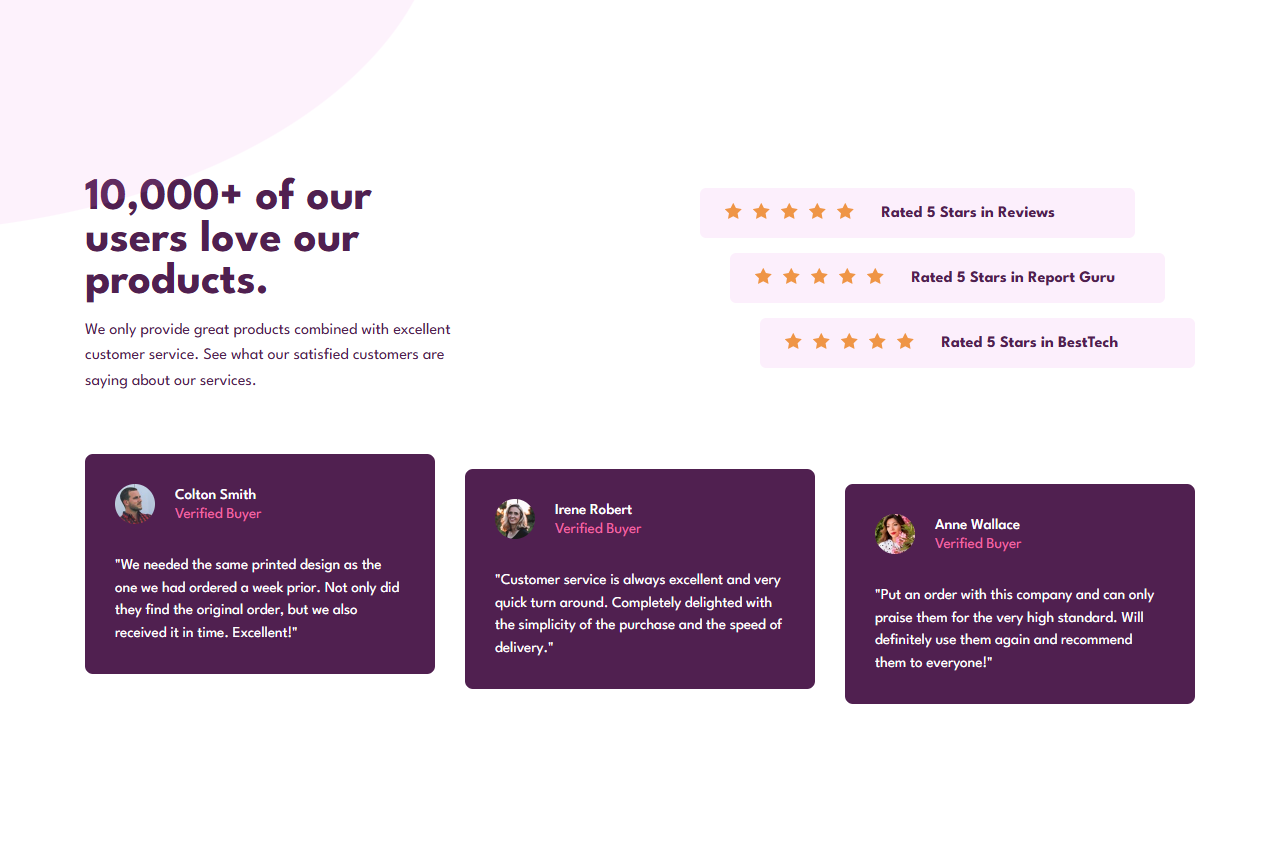 10,000+ of our
users love our
products.
We only provide great products combined with excellent
customer service. See what our satisfied customers are
saying about our services.
Rated 5 Stars in Reviews
Rated 5 Stars in Report Guru
Rated 5 Stars in BestTech
Colton Smith
Verified Buyer
"We needed the same printed design as the
one we had ordered a week prior. Not only did
they find the original order, but we also
received it in time. Excellent!"
Irene Robert
Verified Buyer
"Customer service is always excellent and very
quick turn around. Completely delighted with
the simplicity of the purchase and the speed of
delivery."
Anne Wallace
Verified Buyer
"Put an order with this company and can only
praise them for the very high standard. Will
definitely use them again and recommend
them to everyone!"